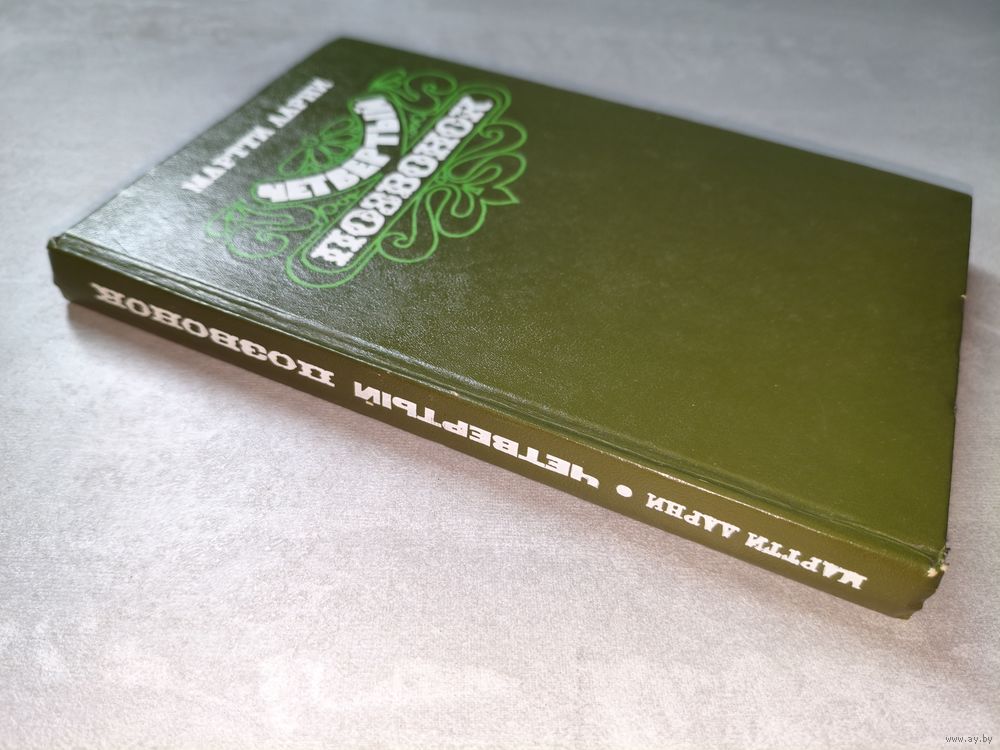 МАРТТИ ЛАРНИ
ЧЕТВЕРТЫЙ
ПОЗВОНОК
МАРТТИ ЛАРНИ • ЧЕТВЕРТЫЙ ПОЗВОНОК
www.ay.by